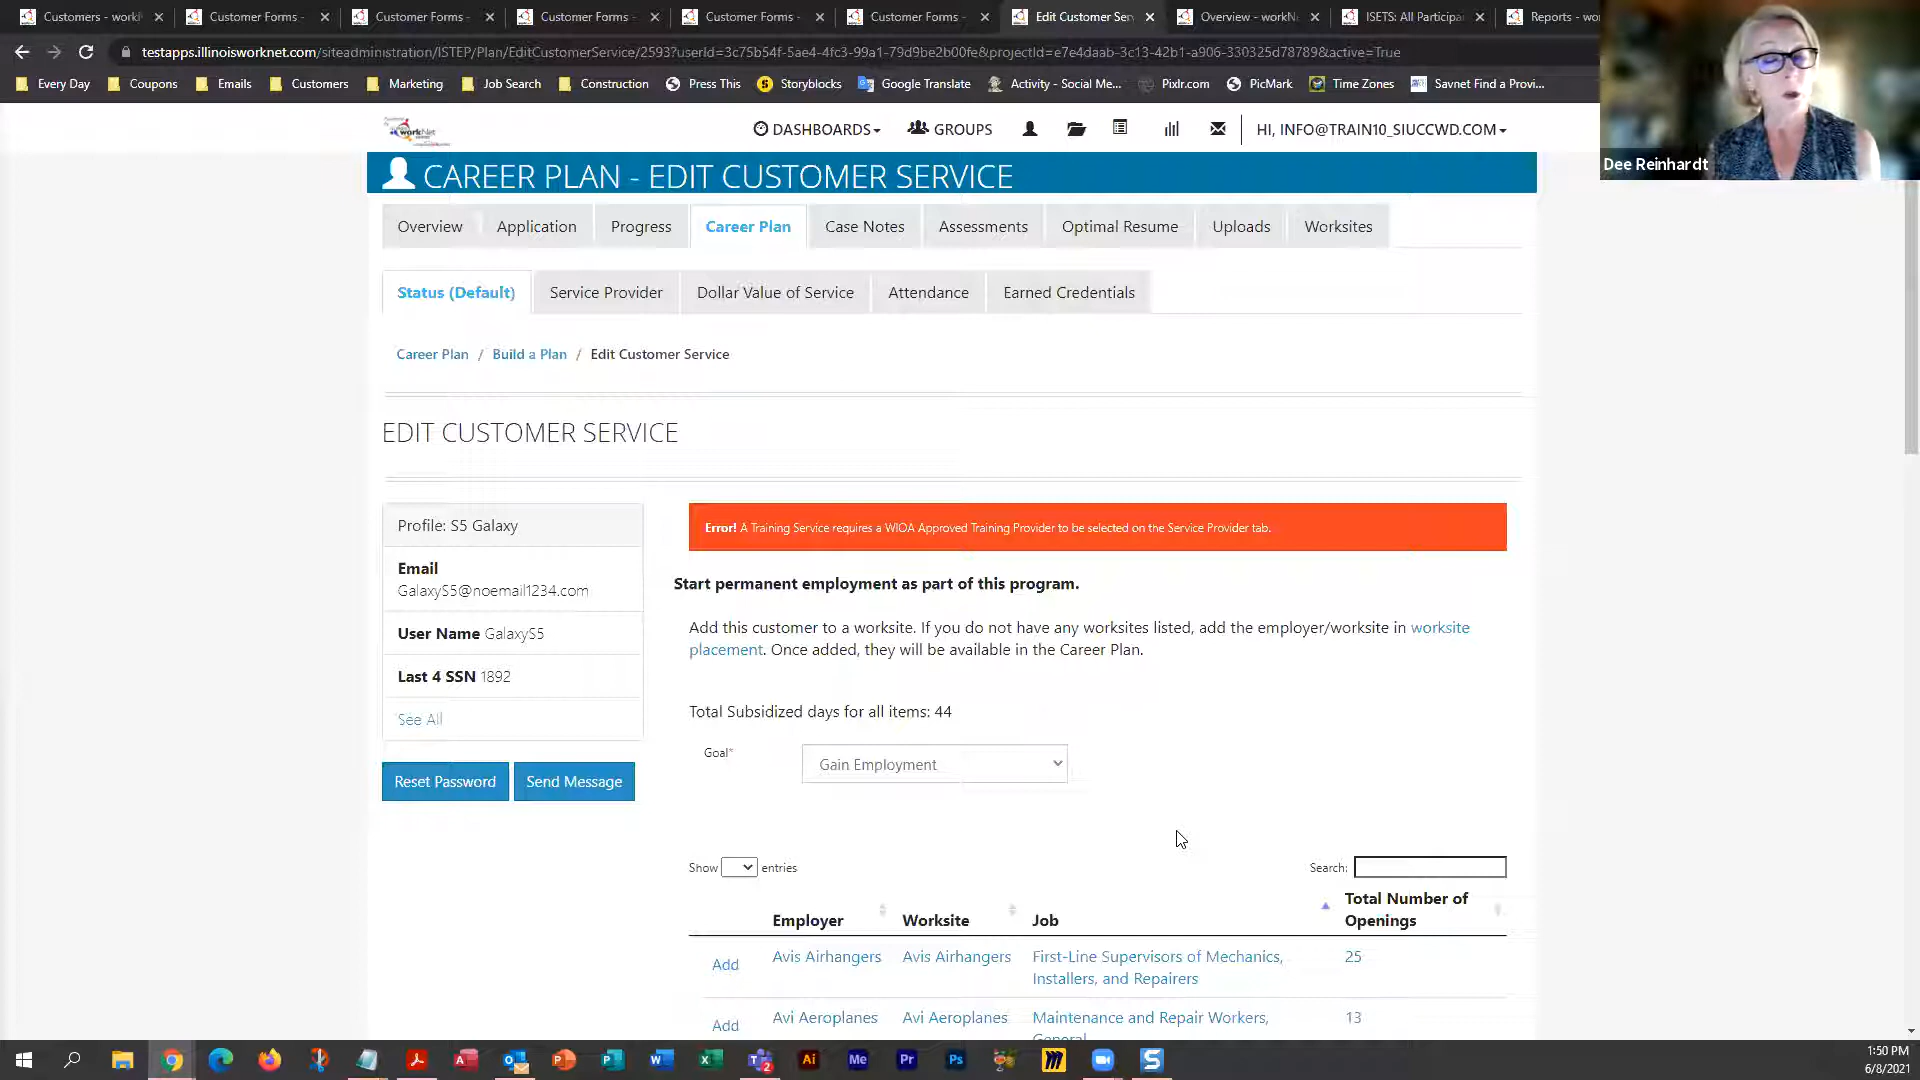 Customers - workN
Customer Forms -
Customer Forms -
Customer Forms -
Customer Forms -
Customer Forms -
Edit Customer Ser
Overview - workNe
ISETS: All Participa
Reports - wo
testapps.illinoisworknet.com/siteadministration/ISTEP/Plan/EditCustomerService/2593?userId=3c75b54f-5ae4-4fc3-99a1-79d9be2b00fe&projectId=e7e4daab-3c13-42b1-a906-330325d78789&active=True
Every Day
Coupons
Emails
Customers
Marketing
Job Search
Construction
Press This
Storyblocks
Google Translate
Activity - Social Me...
Pixlr.com
PicMark
Time Zones
Savnet Find a Provi...
Dee Reinhardt
workNet
DASHBOARDS
GROUPS
HI, INFO@TRAIN10_SIUCCWD.COM
CAREER PLAN - EDIT CUSTOMER SERVICE
Overview
Application
Progress
Career Plan
Case Notes
Assessments
Optimal Resume
Uploads
Worksites
Status (Default)
Service Provider
Dollar Value of Service
Attendance
Earned Credentials
Career Plan / Build a Plan / Edit Customer Service
EDIT CUSTOMER SERVICE
Profile: S5 Galaxy
Email
GalaxyS5@noemail1234.com
User Name GalaxyS5
Last 4 SSN 1892
See All
Reset Password
Send Message
Error! A Training Service requires a WIOA Approved Training Provider to be selected on the Service Provider tab.
Start permanent employment as part of this program.
Add this customer to a worksite. If you do not have any worksites listed, add the employer/worksite in worksite
placement. Once added, they will be available in the Career Plan.
Total Subsidized days for all items: 44
Goal*
Gain Employment
Show entries
Search:
Employer
Worksite
Job
Total Number of
Openings
Add
Avis Airhangers
Avis Airhangers
First-Line Supervisors of Mechanics,
Installers, and Repairers
25
Add
Avi Aeroplanes
Avi Aeroplanes
Maintenance and Repair Workers,
General
13
1:50 PM
6/8/2021